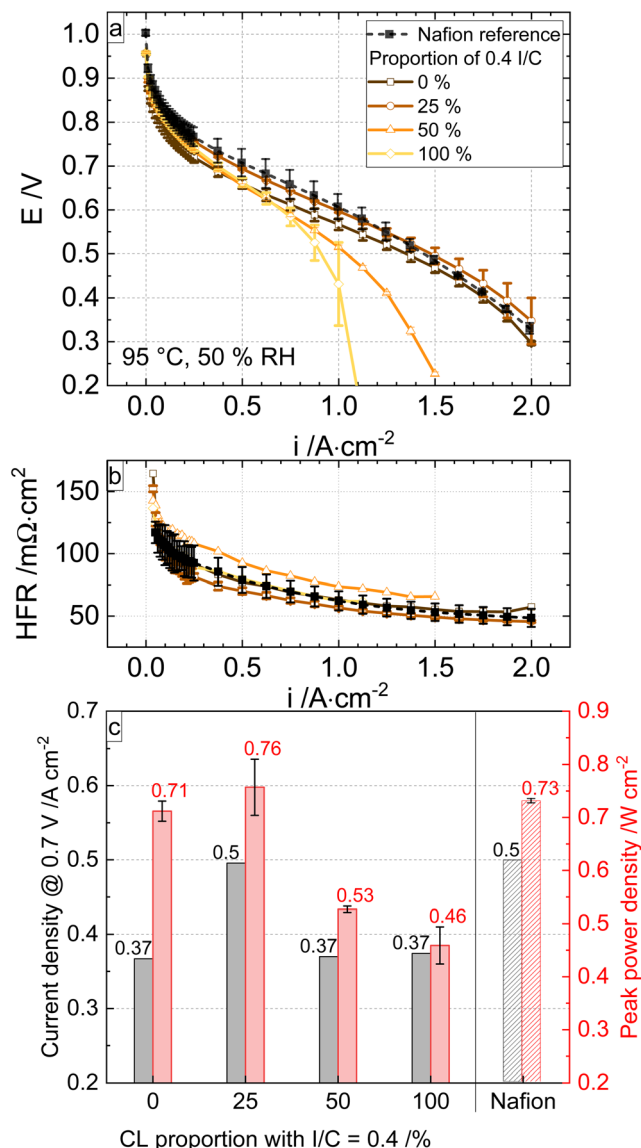 a
Nafion reference
Proportion of 0.4 I/C
0 %
25 %
50 %
100 %
1.0
0.9
0.8
0.7
0.6
0.5
0.4
0.3
0.2
E /V
95 °C, 50 % RH
0.0 0.5 1.0 1.5 2.0
i /A·cm⁻²
b
150
100
50
HFR /mΩ·cm²
0.0 0.5 1.0 1.5 2.0
i /A·cm⁻²
c
0.7
0.6
0.5
0.4
0.3
0.2
Current density @ 0.7 V /A cm⁻²
0.37 0.71
0.5 0.76
0.37 0.53
0.37 0.46
0.5 0.73
0.9
0.8
0.7
0.6
0.5
0.4
0.3
0.2
Peak power density /W cm⁻²
0 25 50 100 Nafion
CL proportion with I/C = 0.4 /%